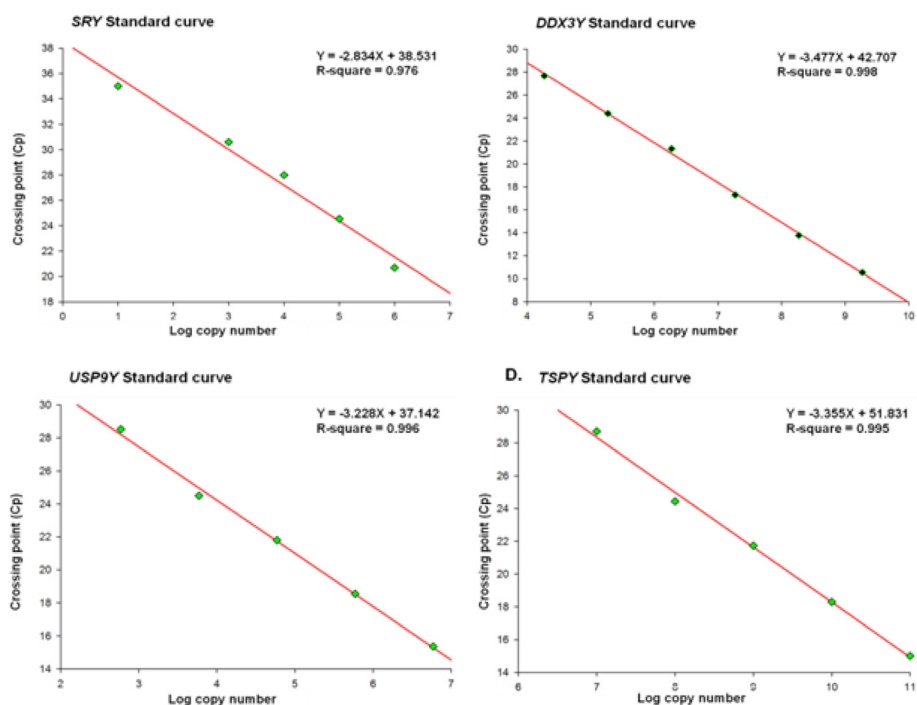 SRY Standard curve
Y = -2.834X + 38.531
R-square = 0.976
Crossing point (Cp)
38
36
34
32
30
28
26
24
22
20
18
0 1 2 3 4 5 6 7
Log copy number
DDX3Y Standard curve
Y = -3.477X + 42.707
R-square = 0.998
Crossing point (Cp)
30
28
26
24
22
20
18
16
14
12
10
8
4 5 6 7 8 9 10
Log copy number
USP9Y Standard curve
Y = -3.228X + 37.142
R-square = 0.996
Crossing point (Cp)
30
28
26
24
22
20
18
16
14
2 3 4 5 6 7
Log copy number
D. TSPY Standard curve
Y = -3.355X + 51.831
R-square = 0.995
Crossing point (Cp)
30
28
26
24
22
20
18
16
14
6 7 8 9 10 11
Log copy number